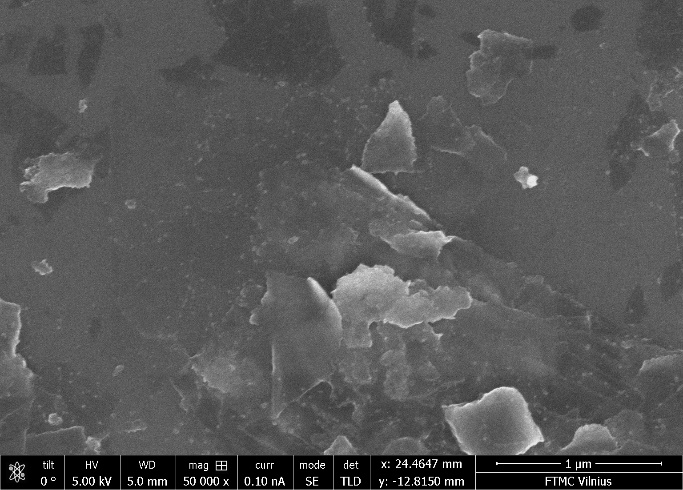 tilt HV WD mag curr mode det x: 24.4647 mm 1 µm
0 ° 5.00 kV 5.0 mm 50 000 x 0.10 nA SE TLD y: -12.8150 mm FTMC Vilnius